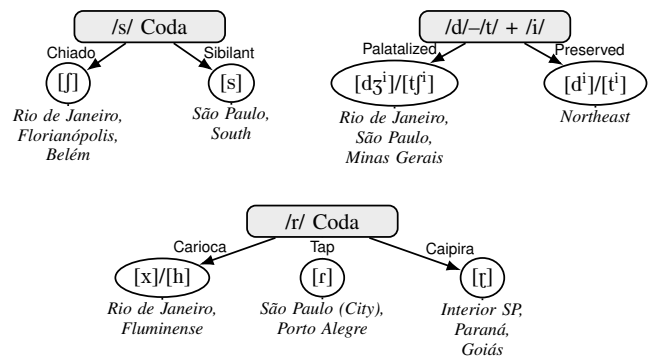 /s/ Coda
Chiado
Sibilant
[ʃ]
[s]
Rio de Janeiro,
Florianópolis,
Belém
São Paulo,
South
/d/–/t/ + /i/
Palatalized
Preserved
[dʒⁱ]/[tʃⁱ]
[dⁱ]/[tⁱ]
Rio de Janeiro,
São Paulo,
Minas Gerais
Northeast
/r/ Coda
Carioca
Tap
Caipira
[x]/[h]
[ɾ]
[ʈ]
Rio de Janeiro,
Fluminense
São Paulo (City),
Porto Alegre
Interior SP,
Paraná,
Goiás